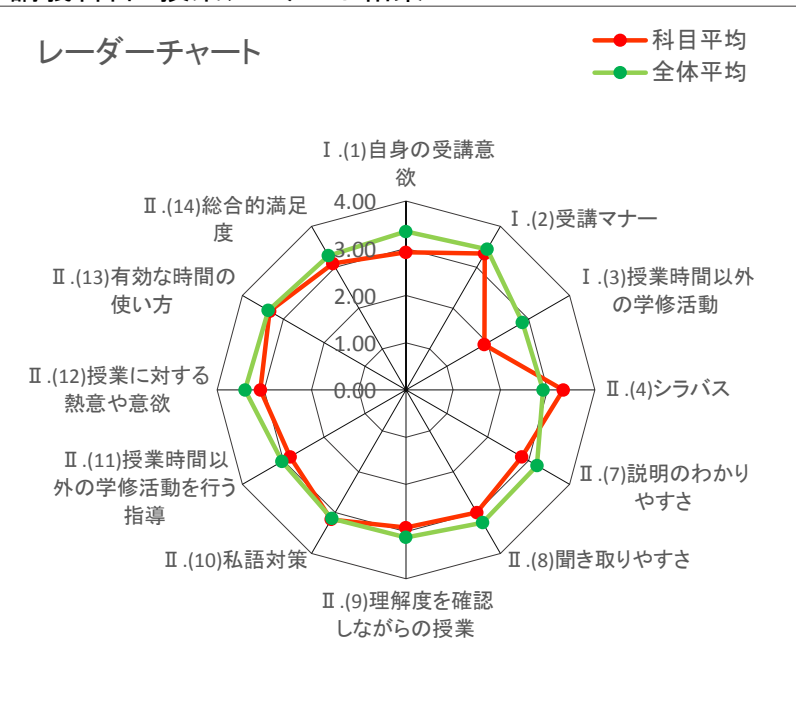 レーダーチャート
科目平均
全体平均
Ⅰ.(1)自身の受講意
欲
Ⅰ.(2)受講マナー
Ⅰ.(3)授業時間以外
の学修活動
Ⅱ.(4)シラバス
Ⅱ.(7)説明のわかり
やすさ
Ⅱ.(8)聞き取りやすさ
Ⅱ.(9)理解度を確認
しながらの授業
Ⅱ.(10)私語対策
Ⅱ.(11)授業時間以
外の学修活動を行う
指導
Ⅱ.(12)授業に対する
熱意や意欲
Ⅱ.(13)有効な時間の
使い方
Ⅱ.(14)総合的満足
度
4.00
3.00
2.00
1.00
0.00